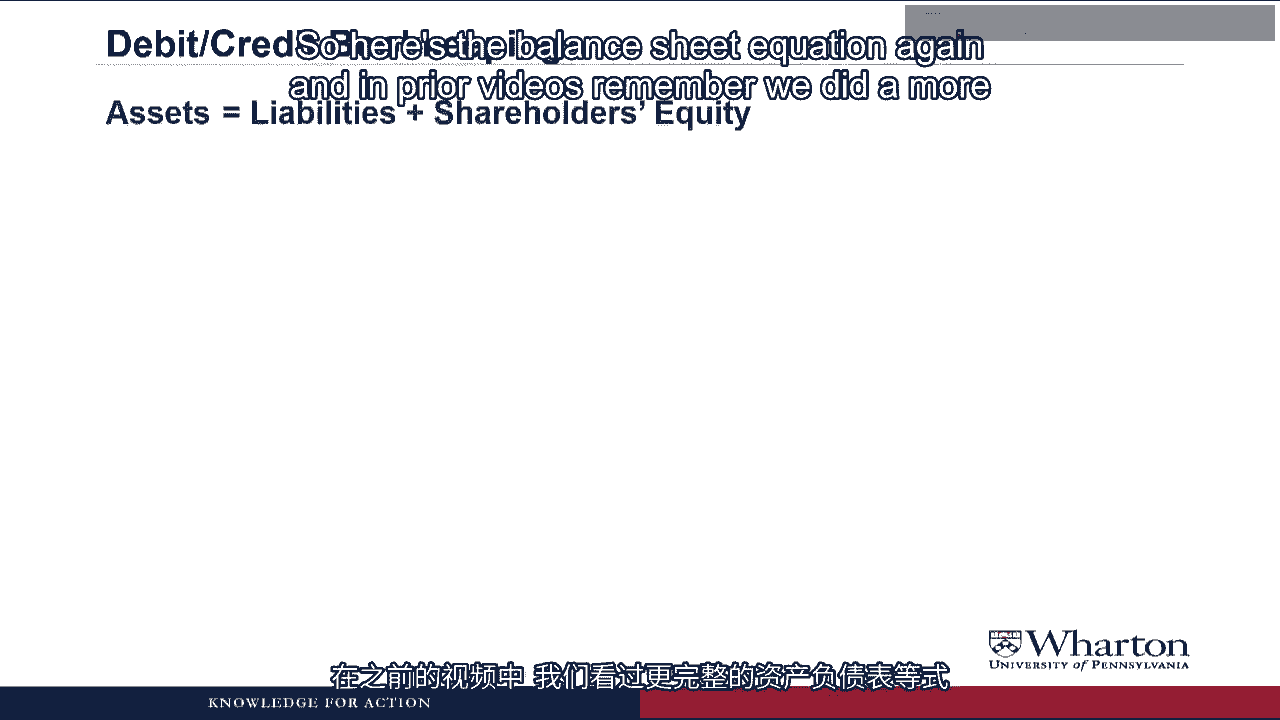 Debit/Credit Bookkeeping
So here's the balance sheet equation again
and in prior videos remember we did a more
Assets = Liabilities + Shareholders' Equity
Wharton
UNIVERSITY of PENNSYLVANIA
在之前的视频中 我们看过更完整的资产负债表等式
KNOWLEDGE FOR ACTION